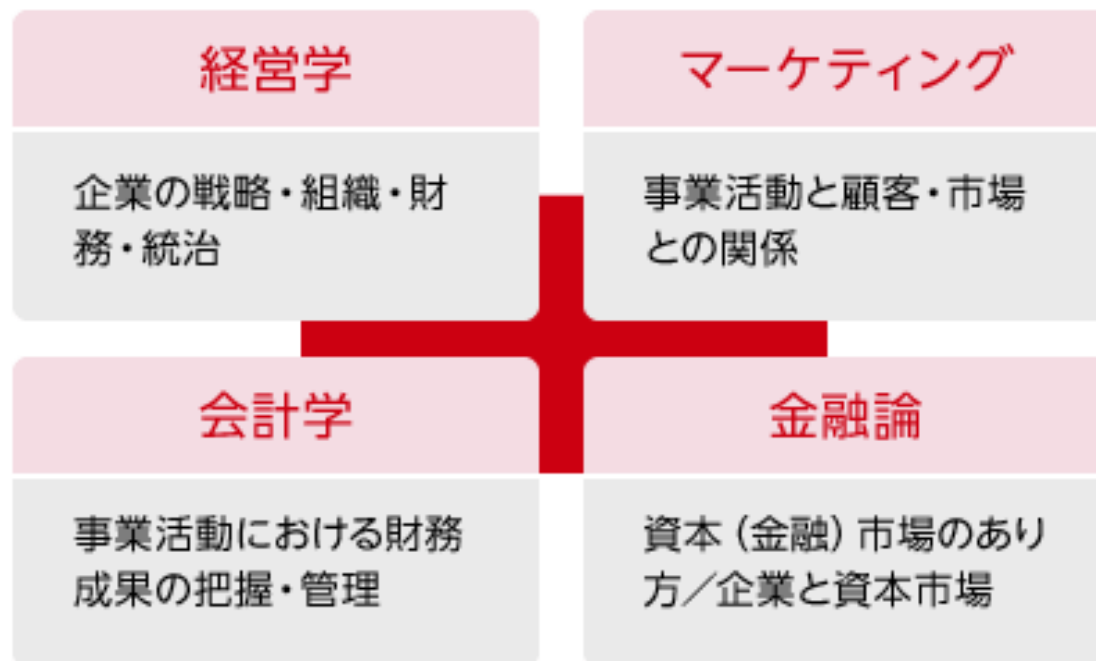 経営学
企業の戦略・組織・財
務・統治
マーケティング
事業活動と顧客・市場
との関係
会計学
事業活動における財務
成果の把握・管理
金融論
資本（金融）市場のあり
方／企業と資本市場